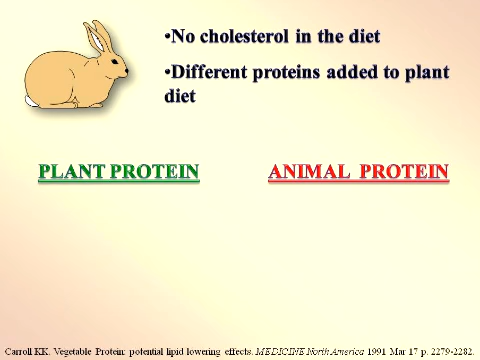 •No cholesterol in the diet
•Different proteins added to plant
diet
PLANT PROTEIN ANIMAL PROTEIN
Carroll KK. Vegetable Protein: potential lipid lowering effects. MEDICINE North America 1991 Mar 17 p. 2279-2282.